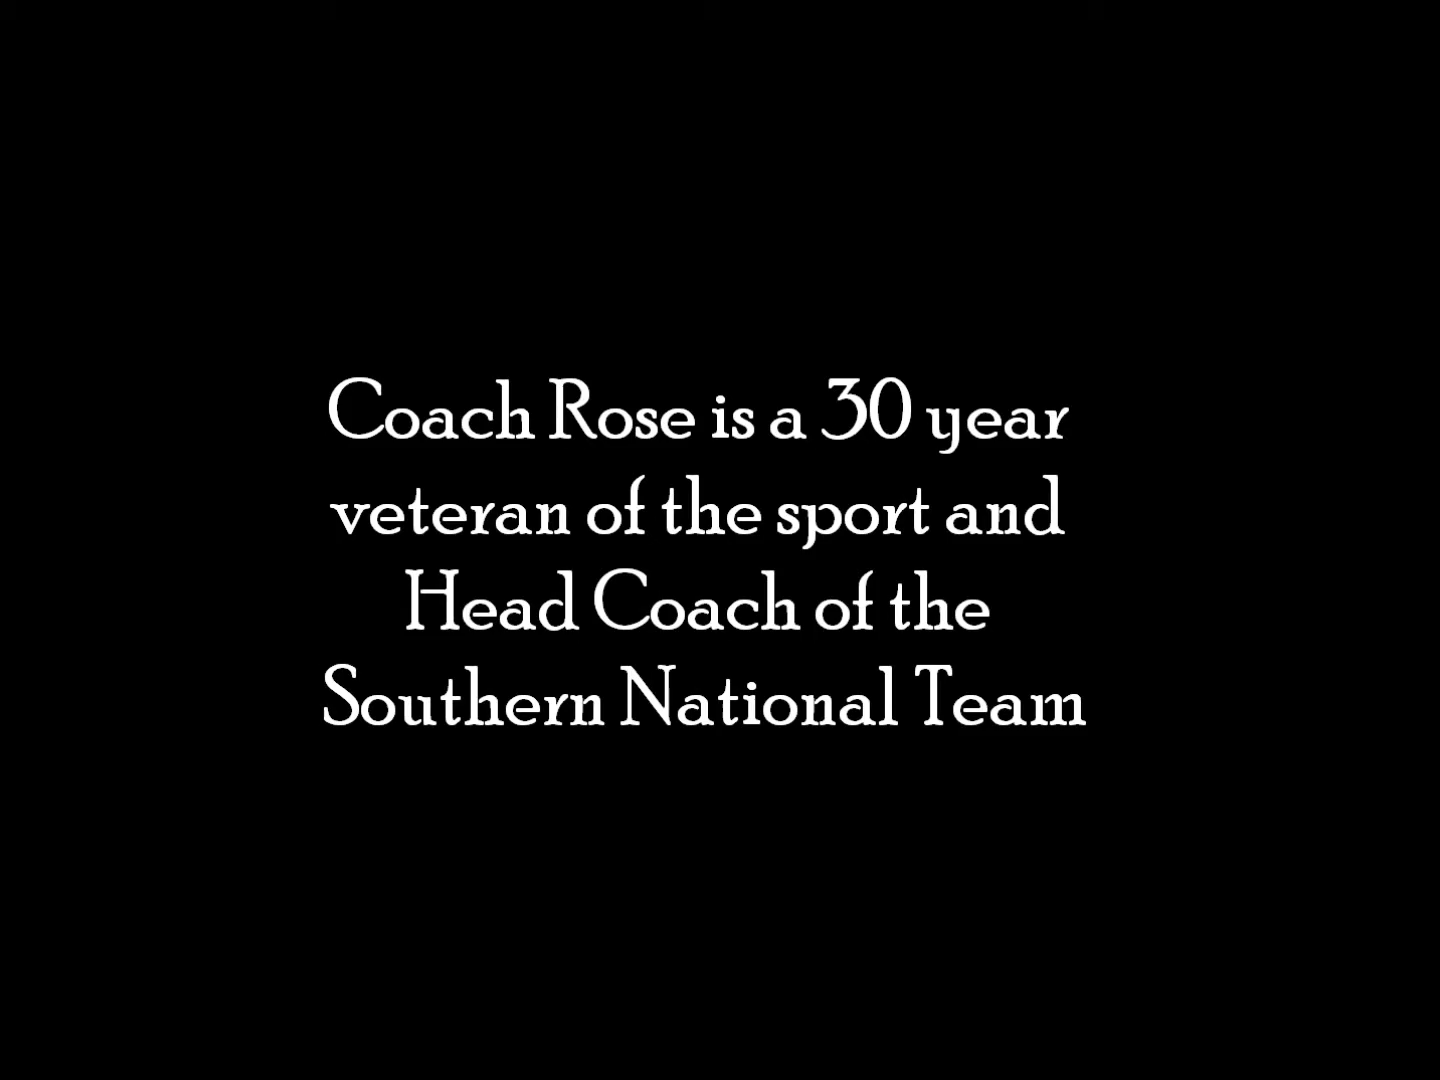 Coach Rose is a 30 year
veteran of the sport and
Head Coach of the
Southern National Team